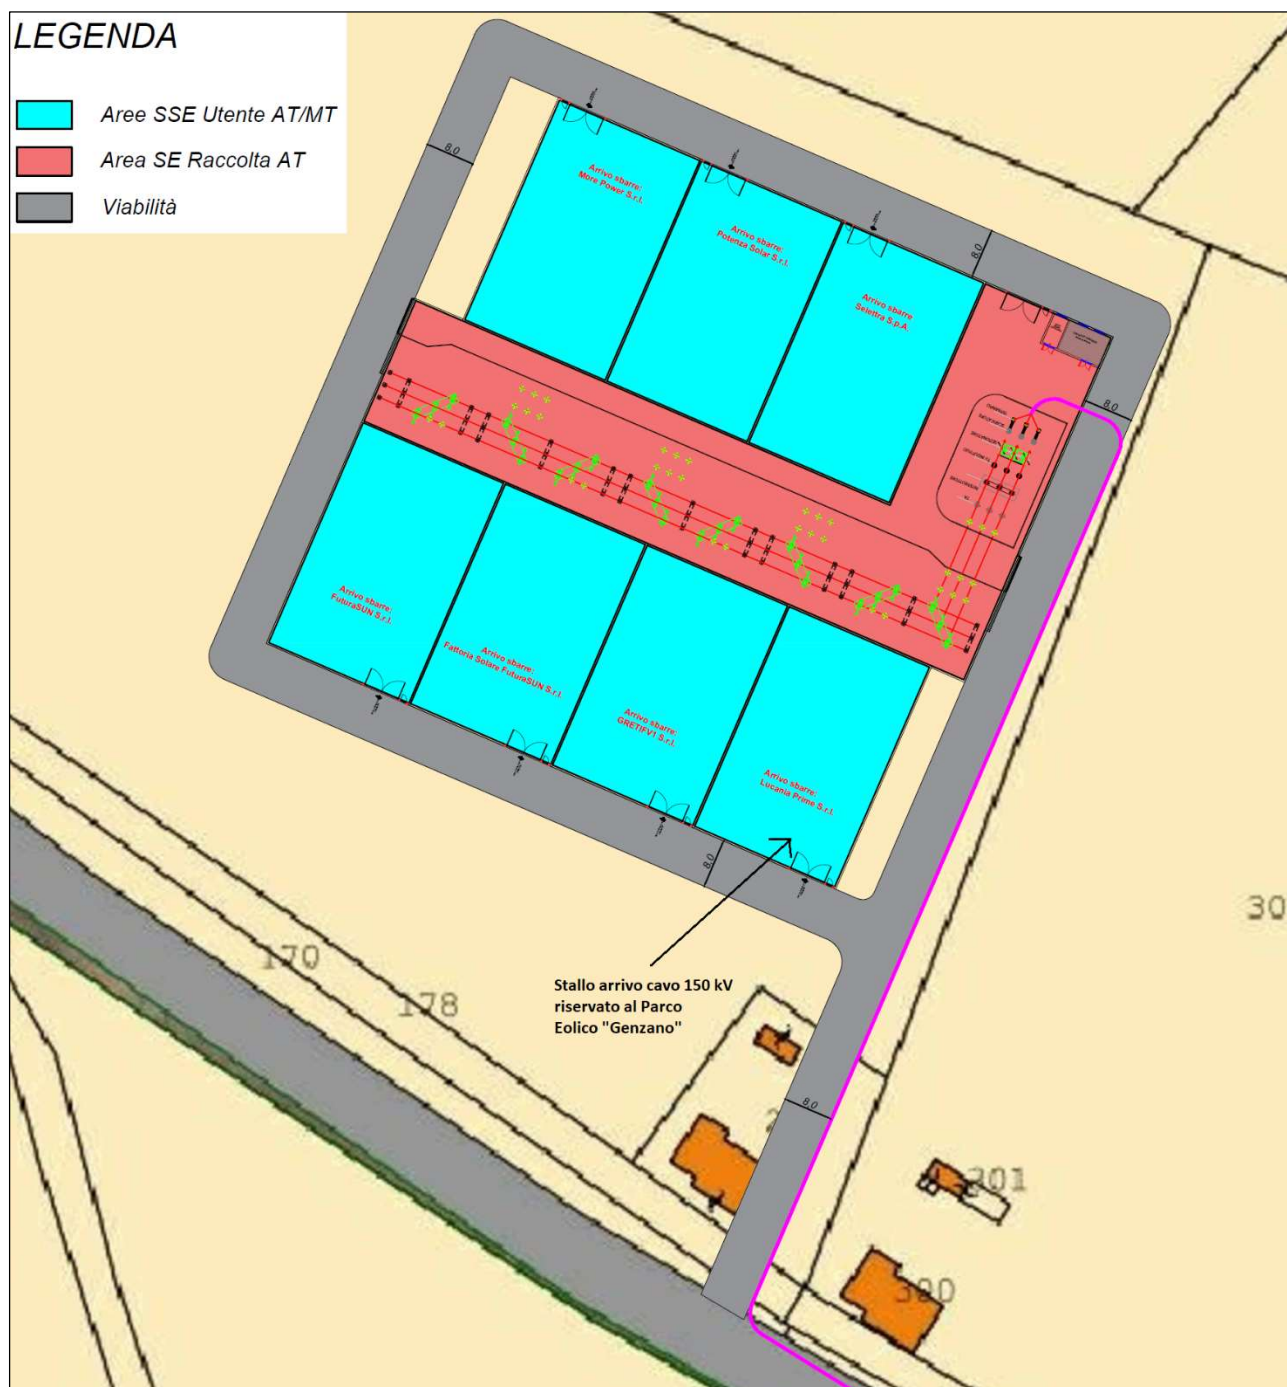 LEGENDA
Aree SSE Utente AT/MT
Area SE Raccolta AT
Viabilità
8.0
Arrivo sbarre:
More Power S.r.l.
Arrivo sbarre:
Potenza Solar S.r.l.
Arrivo sbarre
Selettra S.p.A.
8.0
8.0
Arrivo sbarre:
FuturaSUN S.r.l.
Arrivo sbarre:
Fattoria Solare FuturaSUN S.r.l.
Arrivo sbarre:
GRETIFV1 S.r.l.
Arrivo sbarre:
Lucania Prime S.r.l.
8.0
Stallo arrivo cavo 150 kV
riservato al Parco
Eolico "Genzano"
170
178
30
8.0
301
300